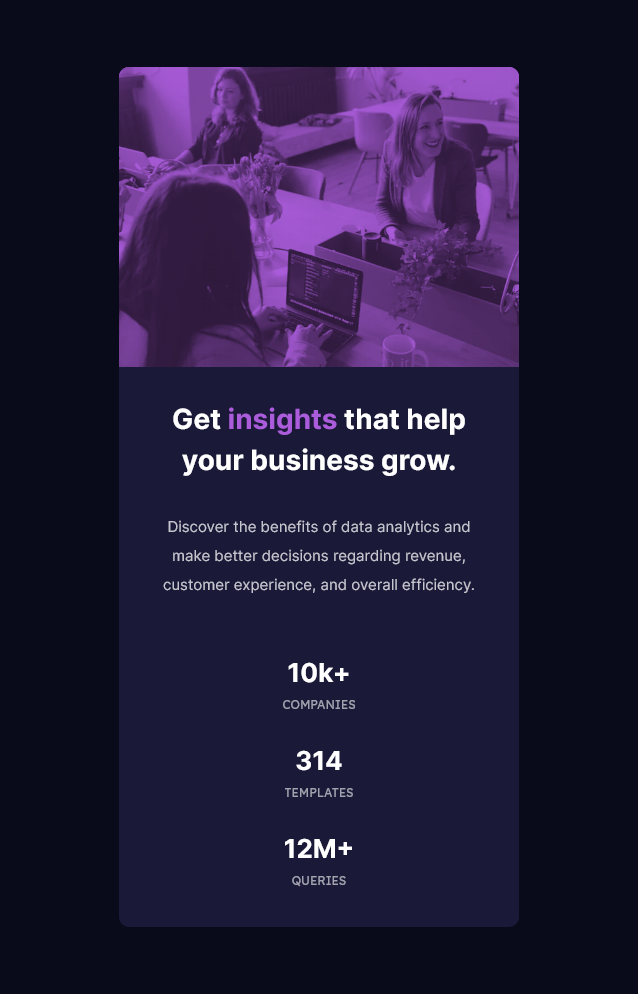 Get insights that help
your business grow.
Discover the benefits of data analytics and
make better decisions regarding revenue,
customer experience, and overall efficiency.
10k+
COMPANIES
314
TEMPLATES
12M+
QUERIES